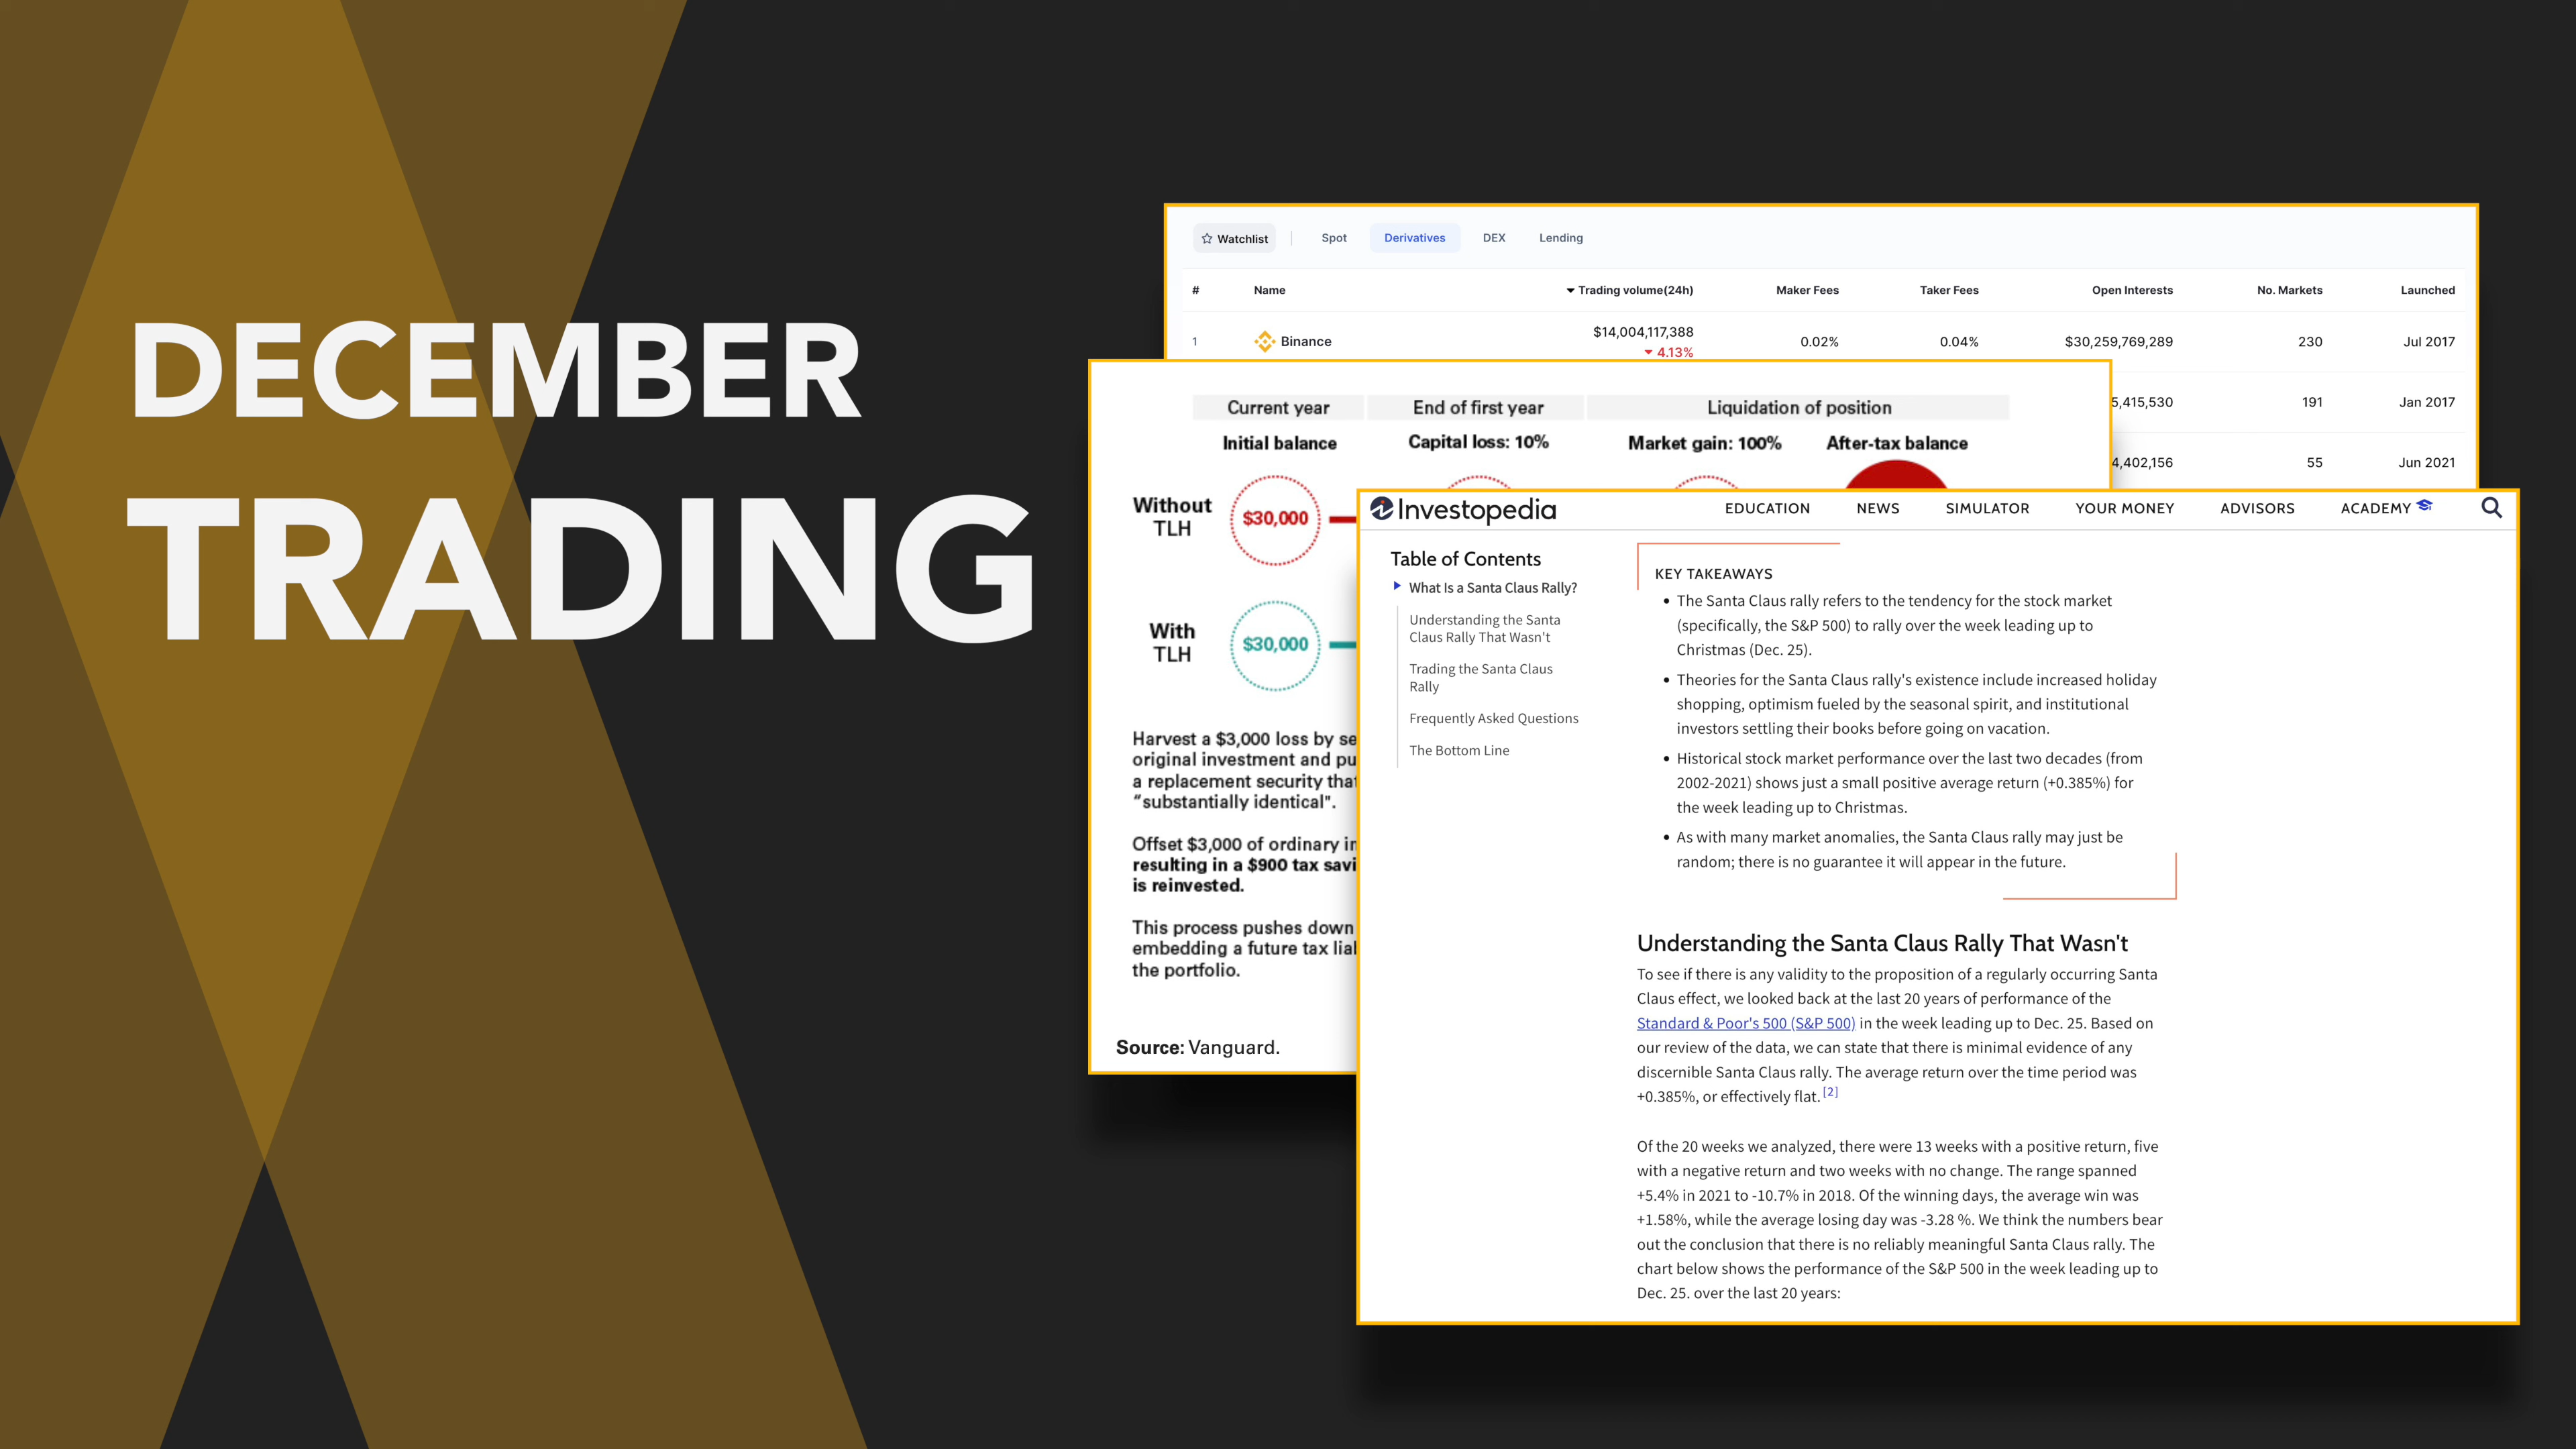 DECEMBER
TRADING
Watchlist Spot Derivatives DEX Lending
# Name Trading volume(24h) Maker Fees Taker Fees Open Interests No. Markets Launched
1 Binance $14,004,117,388 0.02% 0.04% $30,259,769,289 230 Jul 2017
4.13%
5,415,530 191 Jan 2017
4,402,156 55 Jun 2021
Current year End of first year Liquidation of position
Initial balance Capital loss: 10% Market gain: 100% After-tax balance
Without
TLH
$30,000
With
TLH
$30,000
Harvest a $3,000 loss by
original investment and
a replacement security
“substantially identical".
Offset $3,000 of ordinary
resulting in a $900 tax
is reinvested.
This process pushes down
embedding a future tax
the portfolio.
Source: Vanguard.
Investopedia
EDUCATION NEWS SIMULATOR YOUR MONEY ADVISORS ACADEMY
Table of Contents
What Is a Santa Claus Rally?
Understanding the Santa
Claus Rally That Wasn't
Trading the Santa Claus
Rally
Frequently Asked Questions
The Bottom Line
KEY TAKEAWAYS
• The Santa Claus rally refers to the tendency for the stock market
(specifically, the S&P 500) to rally over the week leading up to
Christmas (Dec. 25).
• Theories for the Santa Claus rally's existence include increased holiday
shopping, optimism fueled by the seasonal spirit, and institutional
investors settling their books before going on vacation.
• Historical stock market performance over the last two decades (from
2002-2021) shows just a small positive average return (+0.385%) for
the week leading up to Christmas.
• As with many market anomalies, the Santa Claus rally may just be
random; there is no guarantee it will appear in the future.
Understanding the Santa Claus Rally That Wasn't
To see if there is any validity to the proposition of a regularly occurring Santa
Claus effect, we looked back at the last 20 years of performance of the
Standard & Poor's 500 (S&P 500) in the week leading up to Dec. 25. Based on
our review of the data, we can state that there is minimal evidence of any
discernible Santa Claus rally. The average return over the time period was
+0.385%, or effectively flat. [2]
Of the 20 weeks we analyzed, there were 13 weeks with a positive return, five
with a negative return and two weeks with no change. The range spanned
+5.4% in 2021 to -10.7% in 2018. Of the winning days, the average win was
+1.58%, while the average losing day was -3.28 %. We think the numbers bear
out the conclusion that there is no reliably meaningful Santa Claus rally. The
chart below shows the performance of the S&P 500 in the week leading up to
Dec. 25. over the last 20 years: